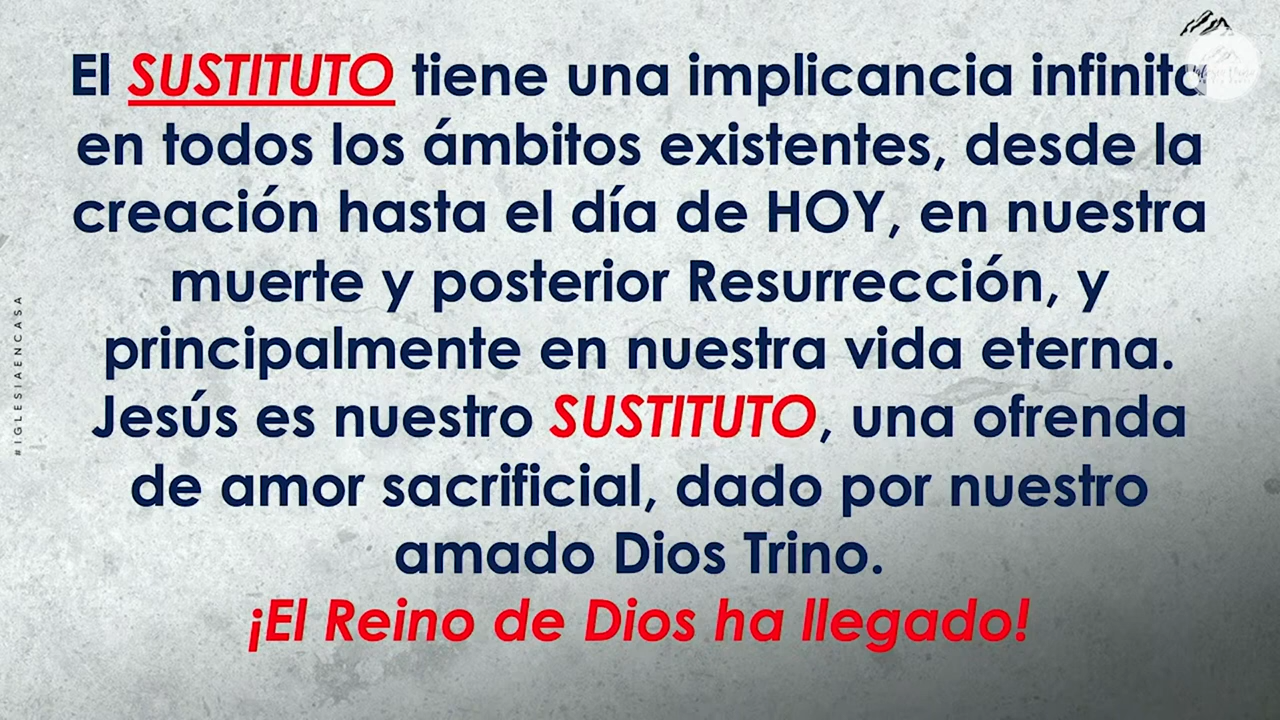 El SUSTITUTO tiene una implicancia infinita
en todos los ámbitos existentes, desde la
creación hasta el día de HOY, en nuestra
muerte y posterior Resurrección, y
principalmente en nuestra vida eterna.
Jesús es nuestro SUSTITUTO, una ofrenda
de amor sacrificial, dado por nuestro
amado Dios Trino.
¡El Reino de Dios ha llegado!
#IGLESIAENCASA